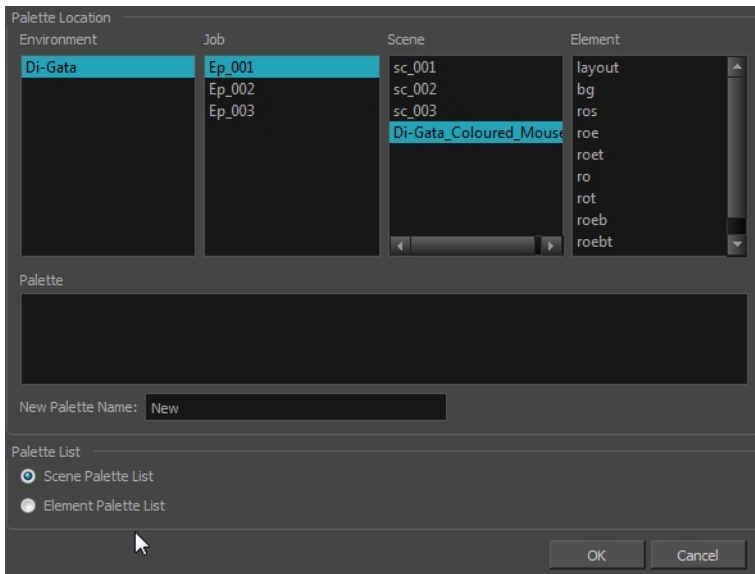 Palette Location
Environment Job Scene Element
Di-Gata Ep_001 sc_001 layout
Ep_002 sc_002 bg
Ep_003 sc_003 ros
Di-Gata_Coloured_Mouse roe
roet
ro
rot
roeb
roebt
Palette
New Palette Name: New
Palette List
Scene Palette List
Element Palette List
OK Cancel